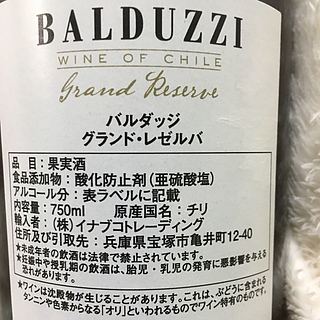 BALDUZZI
WINE OF CHILE
Grand Reserve
バルダッジ
グランド・レゼルバ
品目：果実酒
食品添加物：酸化防止剤（亜硫酸塩）
アルコール分：表ラベルに記載
内容量：750ml　原産国名：チリ
輸入者：（株）イナブコトレーディング
住所及び引取先：兵庫県宝塚市亀井町12-40
★未成年者の飲酒は法律で禁止されています。
★妊娠中や授乳期の飲酒は、胎児・乳児の発育に悪影響を与える
恐れがあります。
★ワインは沈殿物が生じることがあります。これは、ぶどうに含まれる
タンニンや色素からなる「オリ」といわれるものでワイン特有のものです。